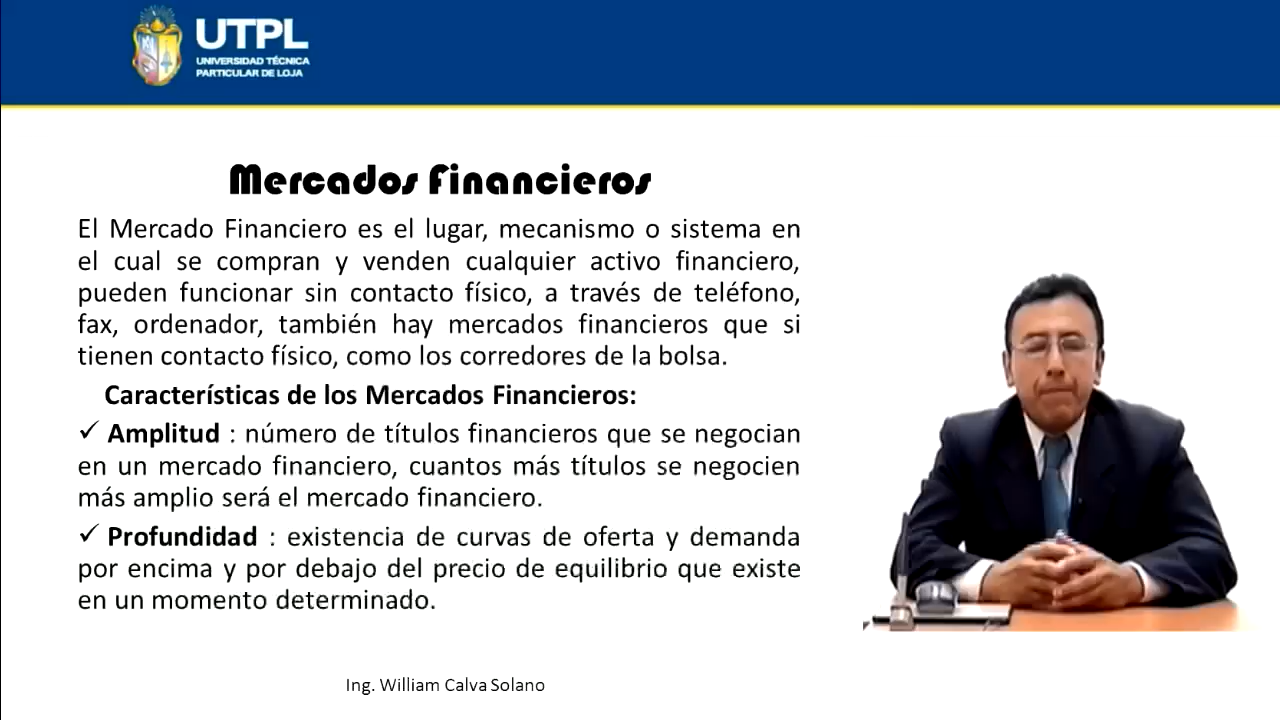 UTPL
UNIVERSIDAD TÉCNICA
PARTICULAR DE LOJA
Mercados Financieros
El Mercado Financiero es el lugar, mecanismo o sistema en
el cual se compran y venden cualquier activo financiero,
pueden funcionar sin contacto físico, a través de teléfono,
fax, ordenador, también hay mercados financieros que si
tienen contacto físico, como los corredores de la bolsa.
Características de los Mercados Financieros:
✓ Amplitud : número de títulos financieros que se negocian
en un mercado financiero, cuantos más títulos se negocien
más amplio será el mercado financiero.
✓ Profundidad : existencia de curvas de oferta y demanda
por encima y por debajo del precio de equilibrio que existe
en un momento determinado.
Ing. William Calva Solano